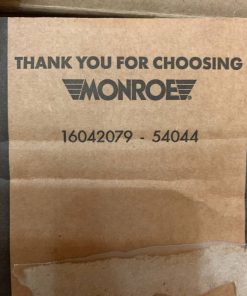 THANK YOU FOR CHOOSING
MONROE®
16042079 - 54044